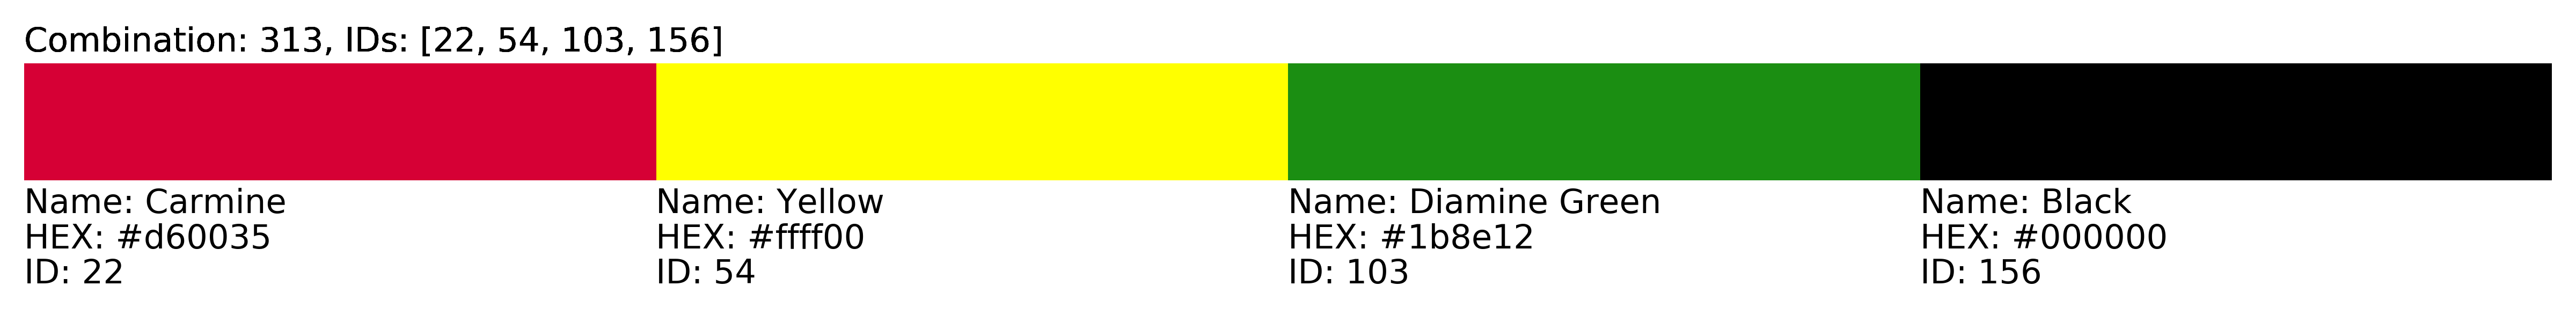 Combination: 313, IDs: [22, 54, 103, 156]
Name: Carmine
HEX: #d60035
ID: 22
Name: Yellow
HEX: #ffff00
ID: 54
Name: Diamine Green
HEX: #1b8e12
ID: 103
Name: Black
HEX: #000000
ID: 156